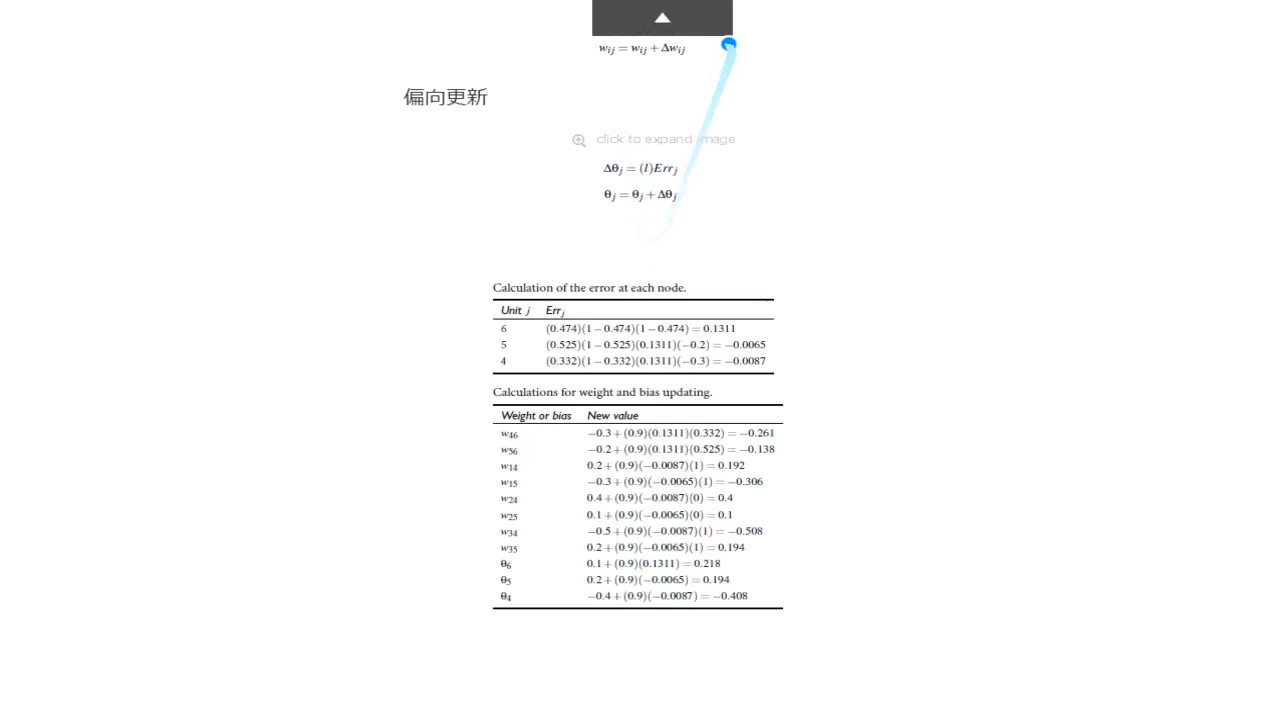 wij = wij + Δwij
偏向更新
click to expand image
Δθj = (l)Errj
θj = θj + Δθj
Calculation of the error at each node.
Unit j Errj
6 (0.474)(1−0.474)(1−0.474) = 0.1311
5 (0.525)(1−0.525)(0.1311)(−0.2) = −0.0065
4 (0.332)(1−0.332)(0.1311)(−0.3) = −0.0087
Calculations for weight and bias updating.
Weight or bias New value
w46 −0.3+(0.9)(0.1311)(0.332) = −0.261
w56 −0.2+(0.9)(0.1311)(0.525) = −0.138
w14 0.2+(0.9)(−0.0087)(1) = 0.192
w15 −0.3+(0.9)(−0.0065)(1) = −0.306
w24 0.4+(0.9)(−0.0087)(0) = 0.4
w25 0.1+(0.9)(−0.0065)(0) = 0.1
w34 −0.5+(0.9)(−0.0087)(1) = −0.508
w35 0.2+(0.9)(−0.0065)(1) = 0.194
θ6 0.1+(0.9)(0.1311) = 0.218
θ5 0.2+(0.9)(−0.0065) = 0.194
θ4 −0.4+(0.9)(−0.0087) = −0.408